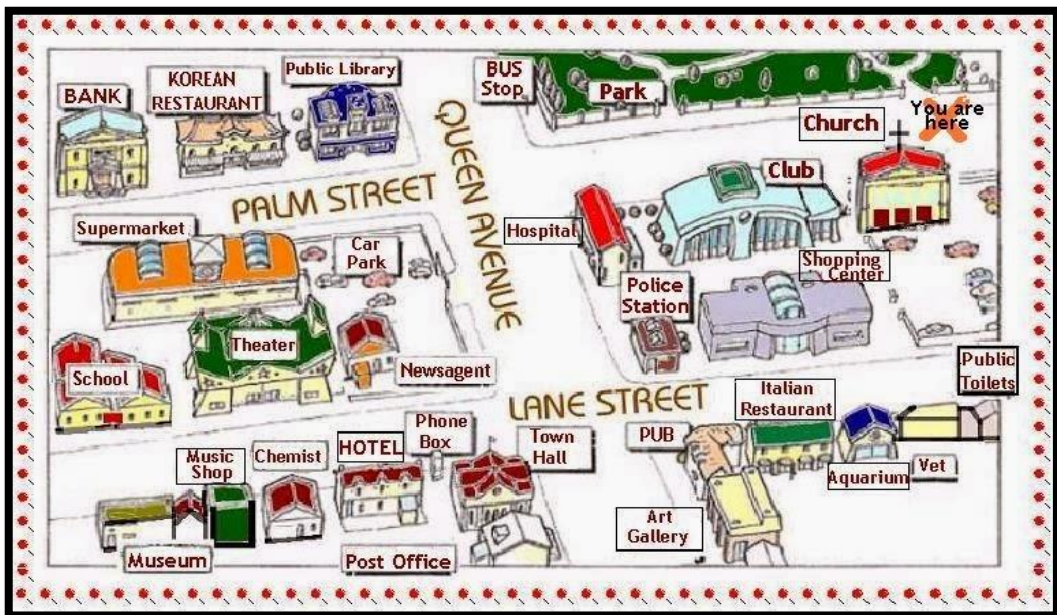 BANK
KOREAN
RESTAURANT
Public Library
BUS
Stop
Park
Church
You are
here
QUEEN AVENUE
PALM STREET
Supermarket
Car
Park
Hospital
Club
Shopping
Center
Police
Station
School
Theater
Newsagent
LANE STREET
Italian
Restaurant
Public
Toilets
Music
Shop
Chemist
HOTEL
Phone
Box
Town
Hall
PUB
Aquarium
Vet
Museum
Post Office
Art
Gallery